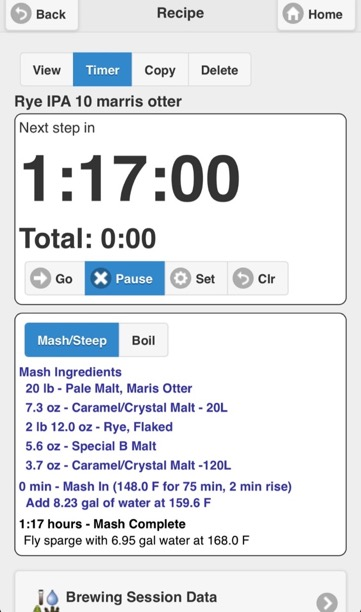 Back
Recipe
Home
View
Timer
Copy
Delete
Rye IPA 10 marris otter
Next step in
1:17:00
Total: 0:00
Go
Pause
Set
Clr
Mash/Steep
Boil
Mash Ingredients
20 lb - Pale Malt, Maris Otter
7.3 oz - Caramel/Crystal Malt - 20L
2 lb 12.0 oz - Rye, Flaked
5.6 oz - Special B Malt
3.7 oz - Caramel/Crystal Malt -120L
0 min - Mash In (148.0 F for 75 min, 2 min rise)
Add 8.23 gal of water at 159.6 F
1:17 hours - Mash Complete
Fly sparge with 6.95 gal water at 168.0 F
Brewing Session Data